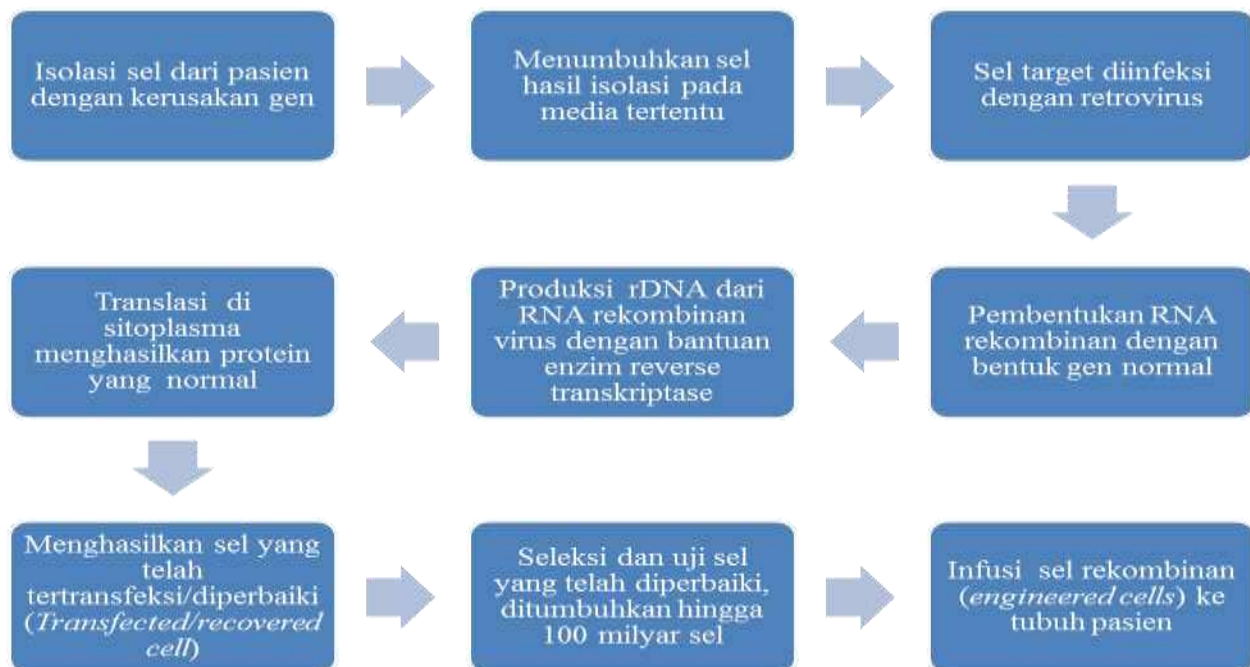 Isolasi sel dari pasien
dengan kerusakan gen
Menumbuhkan sel
hasil isolasi pada
media tertentu
Sel target diinfeksi
dengan retrovirus
Pembentukan RNA
rekombinan dengan
bentuk gen normal
Produksi rDNA dari
RNA rekombinan
virus dengan bantuan
enzim reverse
transkriptase
Translasi di
sitoplasma
menghasilkan protein
yang normal
Menghasilkan sel yang
telah
tertransfeksi/diperbaiki
(Transfected/recovered
cell)
Seleksi dan uji sel
yang telah diperbaiki,
ditumbuhkan hingga
100 milyar sel
Infusi sel rekombinan
(engineered cells) ke
tubuh pasien